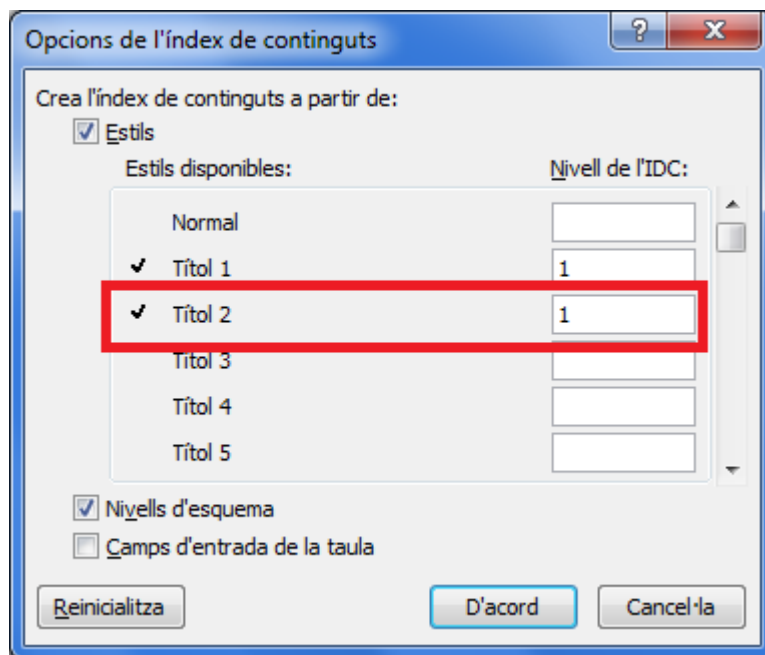 Opcions de l'índex de continguts
Crea l'índex de continguts a partir de:
Estils
Estils disponibles: Nivell de l'IDC:
Normal
Títol 1 1
Títol 2 1
Títol 3
Títol 4
Títol 5
Nivells d'esquema
Camps d'entrada de la taula
Reinicialitza D'acord Cancel·la